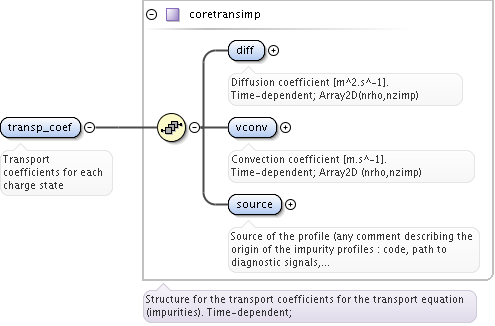 coretransimp
diff
Diffusion coefficient [m^2.s^-1].
Time-dependent; Array2D(nrho,nzimp)
transp_coef
Transport
coefficients for each
charge state
vconv
Convection coefficient [m.s^-1].
Time-dependent; Array2D (nrho,nzimp)
source
Source of the profile (any comment describing the
origin of the impurity profiles : code, path to
diagnostic signals,...
Structure for the transport coefficients for the transport equation
(impurities). Time-dependent;